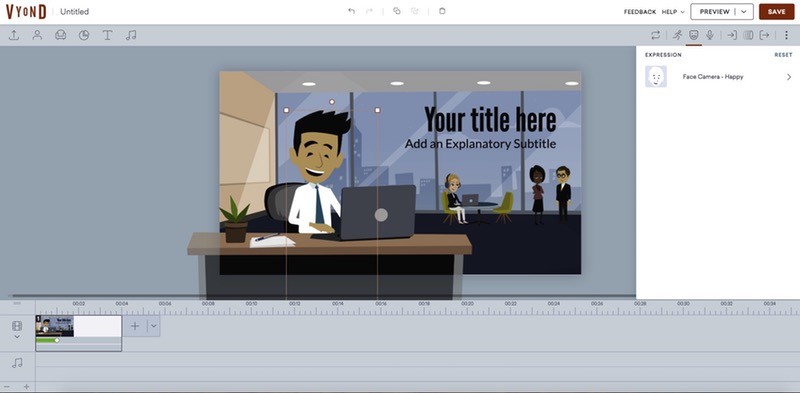 VYOND
Untitled
FEEDBACK
HELP
PREVIEW
SAVE
EXPRESSION
RESET
Face Camera - Happy
Your title here
Add an Explanatory Subtitle
00:02 00:04 00:06 00:08 00:10 00:12 00:14 00:16 00:18 00:20 00:22 00:24 00:26 00:28 00:30 00:32 00:34
1